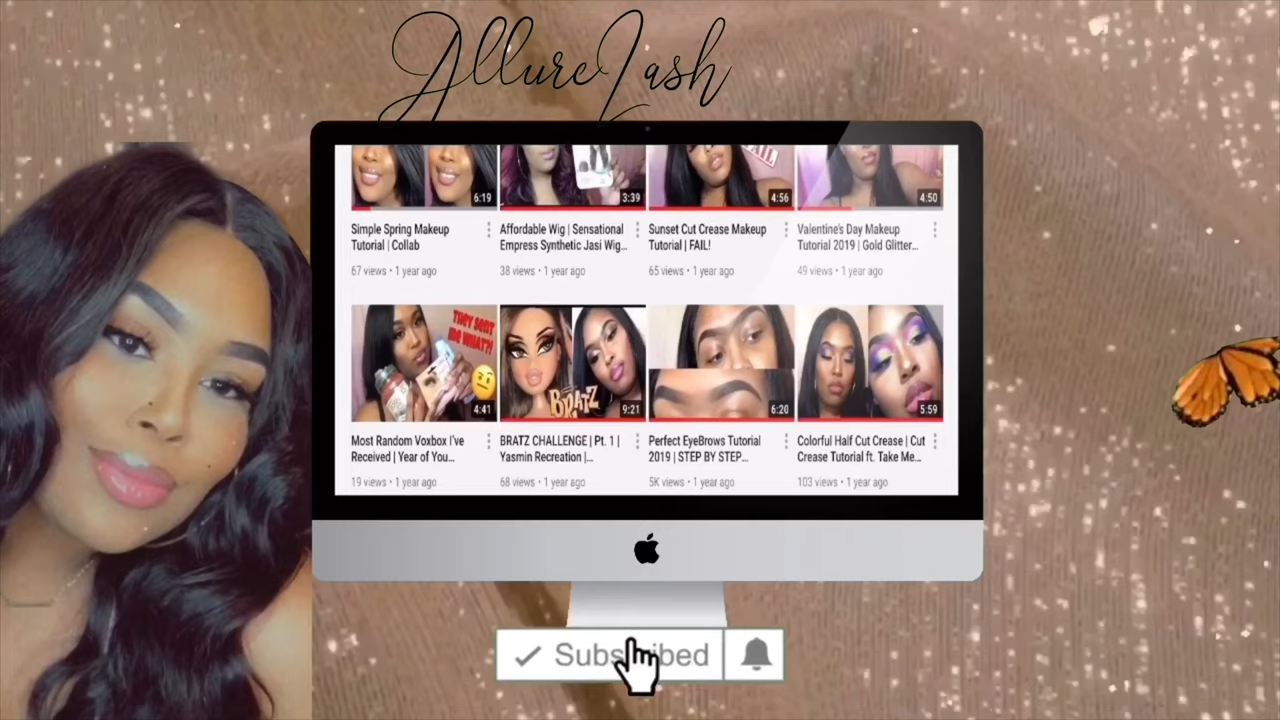 AllureLash
6:19
3:39
FAIL
4:56
4:50
Simple Spring Makeup
Tutorial | Collab
67 views • 1 year ago
Affordable Wig | Sensational
Empress Synthetic Jasi Wig...
38 views • 1 year ago
Sunset Cut Crease Makeup
Tutorial | FAIL!
65 views • 1 year ago
Valentine's Day Makeup
Tutorial 2019 | Gold Glitter...
49 views • 1 year ago
THEY SENT
ME WHAT?!
4:41
BRATZ
9:21
6:20
5:59
Most Random Voxbox I've
Received | Year of You...
19 views • 1 year ago
BRATZ CHALLENGE | Pt. 1 |
Yasmin Recreation |...
68 views • 1 year ago
Perfect EyeBrows Tutorial
2019 | STEP BY STEP...
5K views • 1 year ago
Colorful Half Cut Crease | Cut
Crease Tutorial ft. Take Me...
103 views • 1 year ago
Subscribed